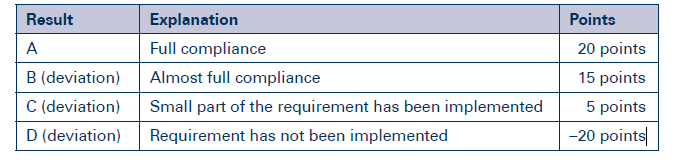 Result Explanation Points
A Full compliance 20 points
B (deviation) Almost full compliance 15 points
C (deviation) Small part of the requirement has been implemented 5 points
D (deviation) Requirement has not been implemented –20 points